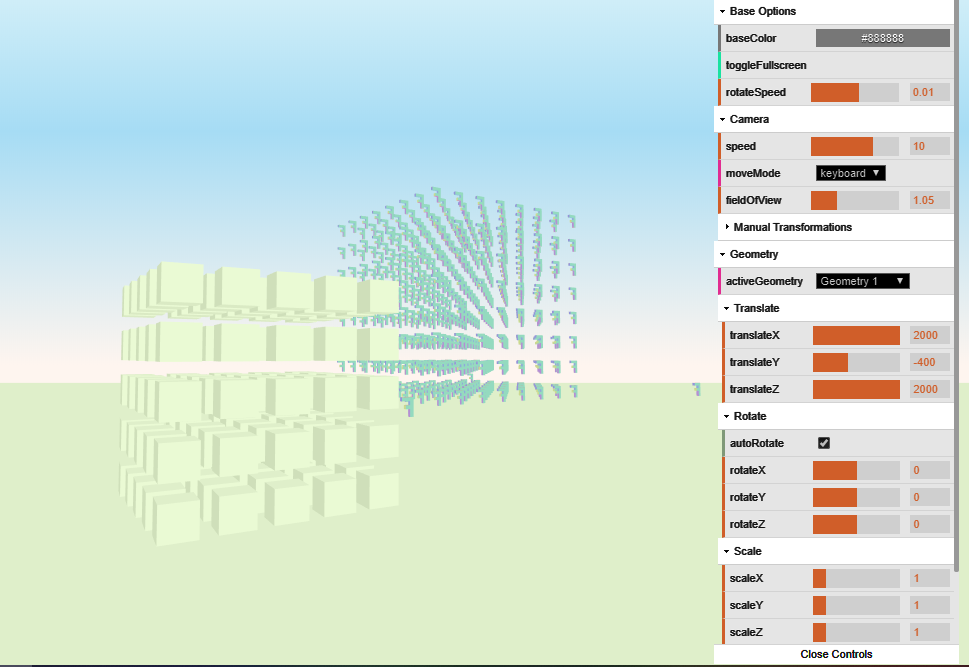 Base Options
baseColor #888888
toggleFullscreen
rotateSpeed 0.01
Camera
speed 10
moveMode keyboard
fieldOfView 1.05
Manual Transformations
Geometry
activeGeometry Geometry 1
Translate
translateX 2000
translateY -400
translateZ 2000
Rotate
autoRotate
rotateX 0
rotateY 0
rotateZ 0
Scale
scaleX 1
scaleY 1
scaleZ 1
Close Controls